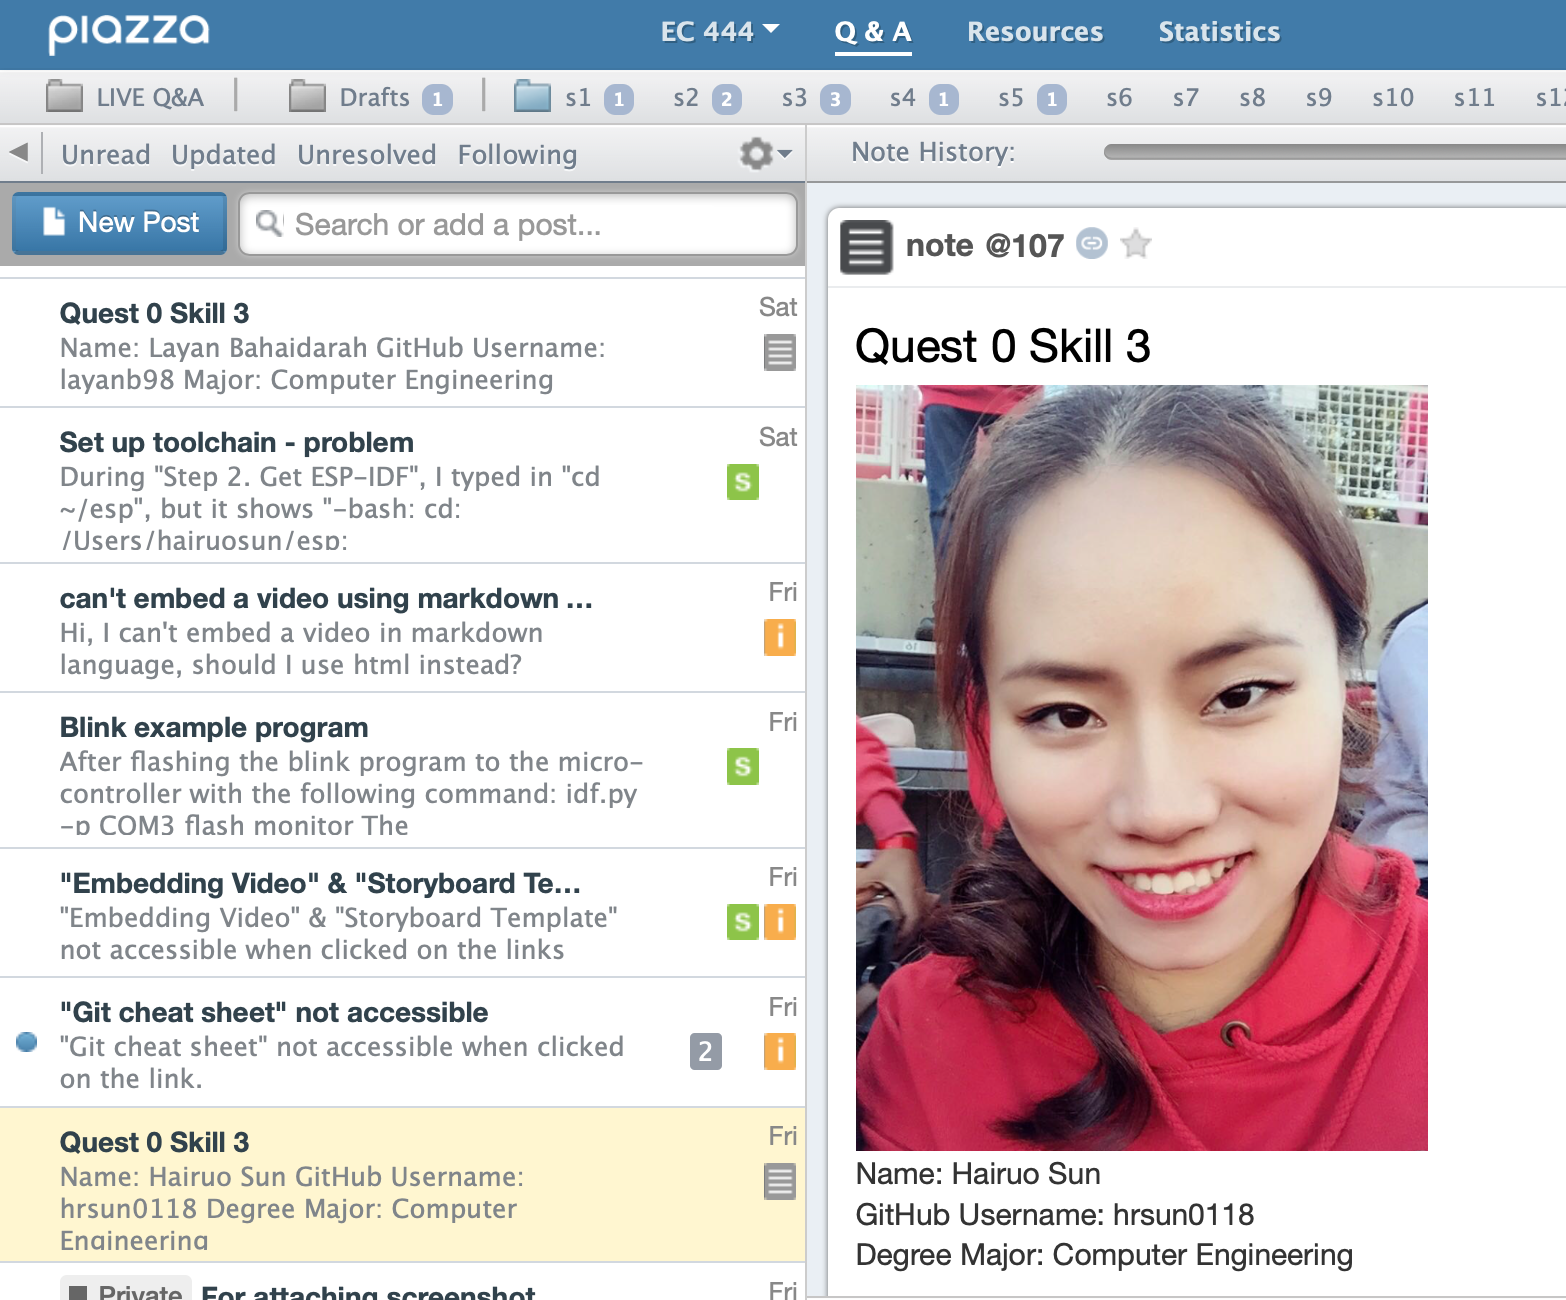 piazza
EC 444
Q & A
Resources
Statistics
LIVE Q&A
Drafts 1
s1 1
s2 2
s3 3
s4 1
s5 1
s6
s7
s8
s9
s10
s11
Unread
Updated
Unresolved
Following
Note History:
New Post
Search or add a post...
Quest 0 Skill 3
Sat
Name: Layan Bahaidarah GitHub Username:
layanb98 Major: Computer Engineering
Set up toolchain - problem
Sat
During "Step 2. Get ESP-IDF", I typed in "cd
S
~/esp", but it shows "-bash: cd:
/Users/hairuosun/esp:
can't embed a video using markdown ...
Fri
Hi, I can't embed a video in markdown
i
language, should I use html instead?
Blink example program
Fri
After flashing the blink program to the micro-
S
controller with the following command: idf.py
-p COM3 flash monitor The
"Embedding Video" & "Storyboard Te...
Fri
"Embedding Video" & "Storyboard Template"
S i
not accessible when clicked on the links
"Git cheat sheet" not accessible
Fri
"Git cheat sheet" not accessible when clicked
2 i
on the link.
Quest 0 Skill 3
Fri
Name: Hairuo Sun GitHub Username:
hrsun0118 Degree Major: Computer
Engineering
Private
For attaching screenshot
Fri
note @107
Quest 0 Skill 3
Name: Hairuo Sun
GitHub Username: hrsun0118
Degree Major: Computer Engineering